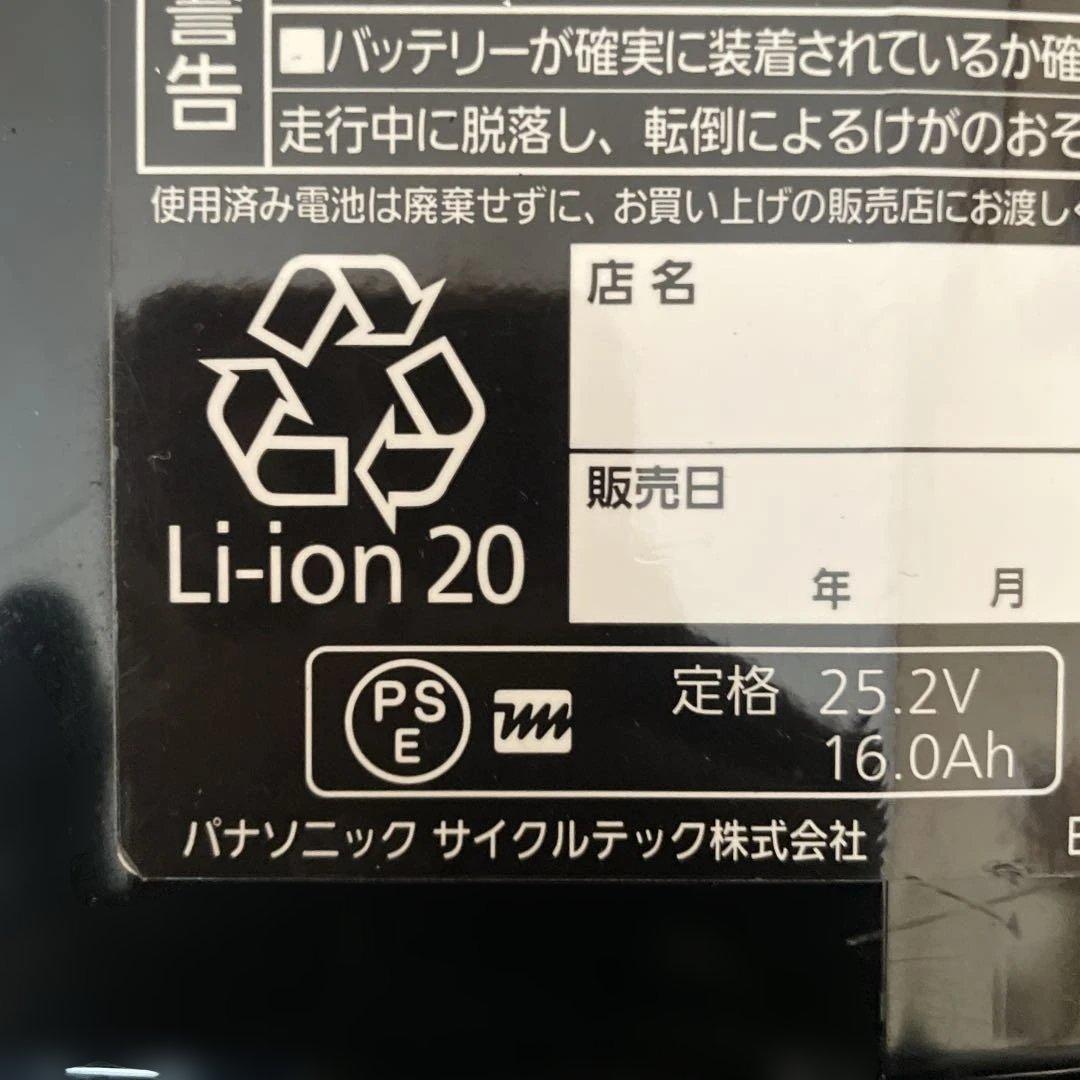 警告
■バッテリーが確実に装着されているか確
走行中に脱落し、転倒によるけがのおそ
使用済み電池は廃棄せずに、お買い上げの販売店にお渡しく
店名
販売日
年 月
Li-ion 20
PSE
定格 25.2V
16.0Ah
パナソニック サイクルテック株式会社